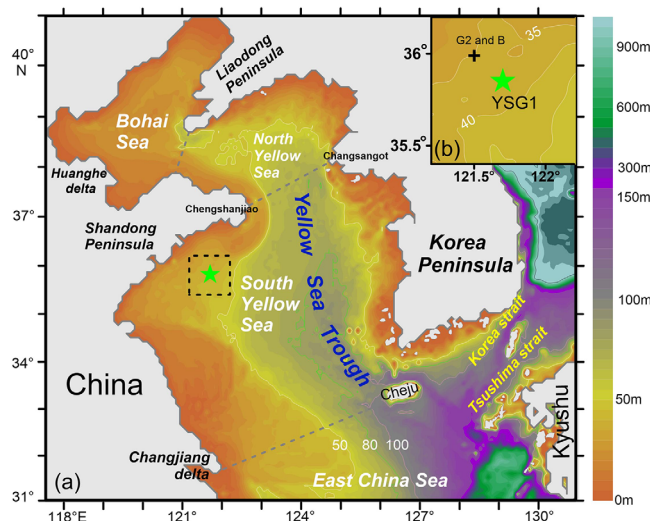 40°
N
37°
34°
31°
118°E
121°
124°
127°
130°
(a)
Bohai
Sea
Liaodong
Peninsula
North
Yellow
Sea
Changsangot
Huanghe
delta
Chengshanjiao
Shandong
Peninsula
South
Yellow
Sea
Yellow Sea Trough
Korea
Peninsula
Korea strait
Tsushima strait
China
Cheju
Kyushu
Changjiang
delta
50 80 100
East China Sea
36°
35.5°
121.5°
122°
(b)
G2 and B
YSG1
35
40
900m
600m
300m
150m
100m
50m
0m